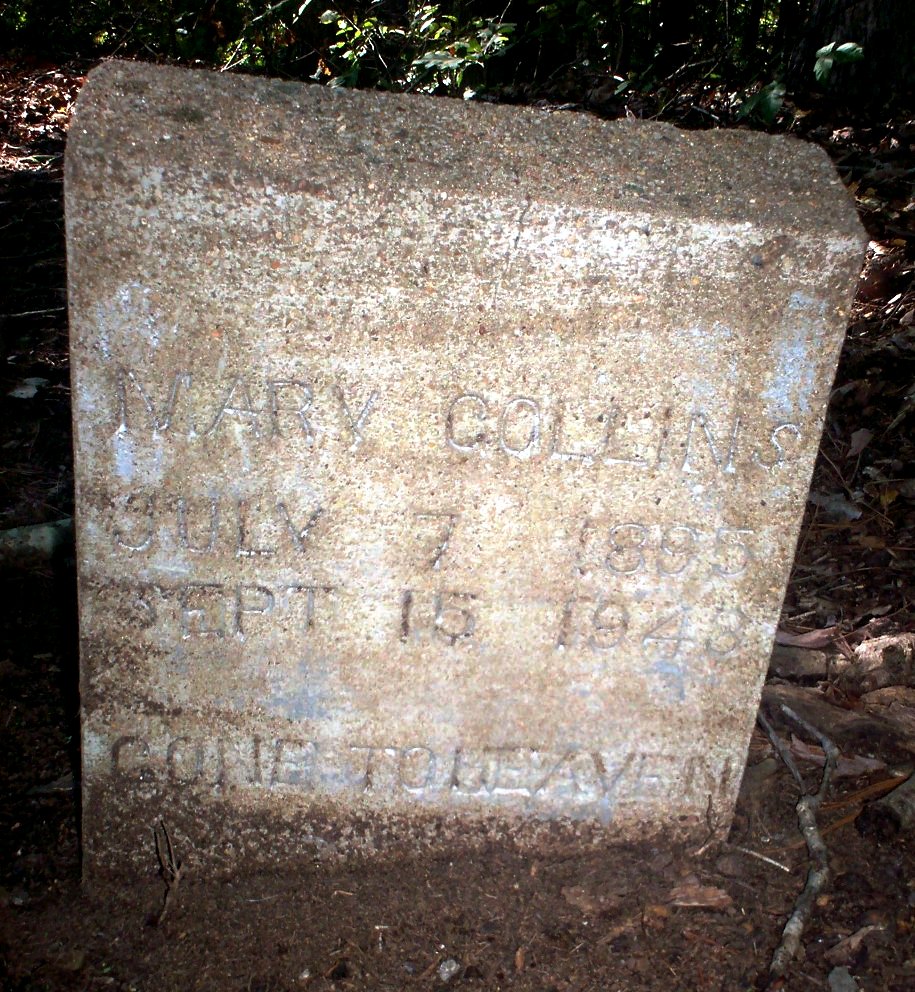 MARY COLLINS
JULY 7 1895
SEPT 15 1943
GONE TO HEAVEN